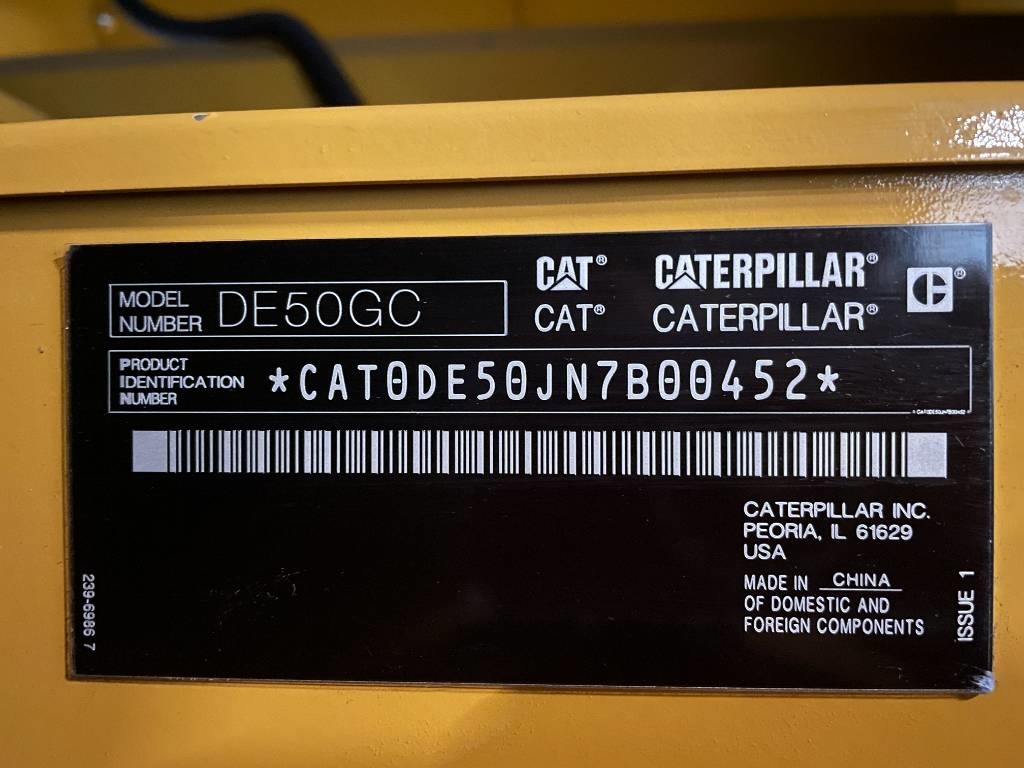 CAT® CATERPILLAR®
MODEL NUMBER DE50GC
CAT® CATERPILLAR®
PRODUCT IDENTIFICATION NUMBER *CAT0DE50JN7B00452*
* CAT0DE50JN7B00452
CATERPILLAR INC.
PEORIA, IL 61629
USA
MADE IN CHINA
OF DOMESTIC AND
FOREIGN COMPONENTS
239-6986 7
ISSUE 1